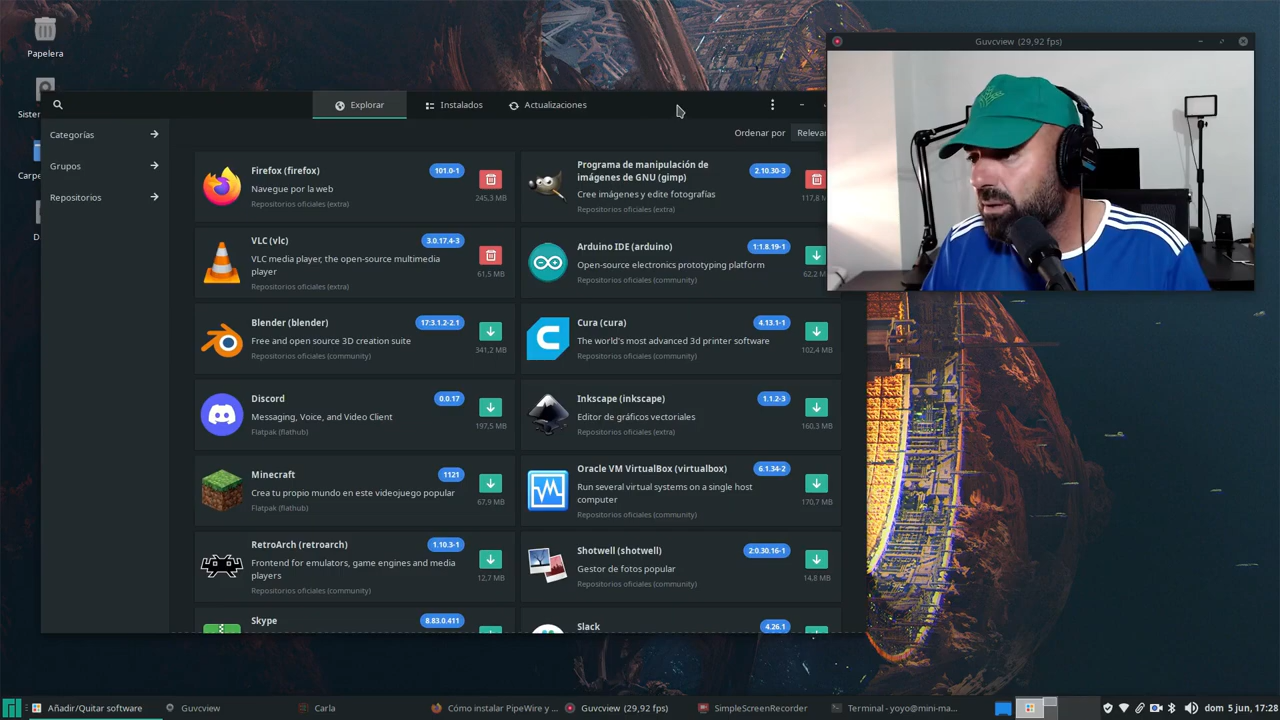 Papelera
Guvcview (29,92 fps)
Explorar
Instalados
Actualizaciones
Categorías
Grupos
Repositorios
Ordenar por
Firefox (firefox)
101.0-1
Navegue por la web
Repositorios oficiales (extra)
245,3 MB
Programa de manipulación de
imágenes de GNU (gimp)
2.10.30-3
Cree imágenes y edite fotografías
Repositorios oficiales (extra)
VLC (vlc)
3.0.17.4-3
VLC media player, the open-source multimedia
player
Repositorios oficiales (extra)
61,5 MB
Arduino IDE (arduino)
1:1.8.19-1
Open-source electronics prototyping platform
Repositorios oficiales (community)
Blender (blender)
17:3.1.2-2.1
Free and open source 3D creation suite
Repositorios oficiales (community)
341,2 MB
Cura (cura)
4.13.1-1
The world's most advanced 3d printer software
Repositorios oficiales (community)
102,4 MB
Discord
0.0.17
Messaging, Voice, and Video Client
Flatpak (flathub)
197,5 MB
Inkscape (inkscape)
1.1.2-3
Editor de gráficos vectoriales
Repositorios oficiales (extra)
160,3 MB
Minecraft
1121
Crea tu propio mundo en este videojuego popular
Flatpak (flathub)
67,9 MB
Oracle VM VirtualBox (virtualbox)
6.1.34-2
Run several virtual systems on a single host
computer
Repositorios oficiales (community)
170,7 MB
RetroArch (retroarch)
1.10.3-1
Frontend for emulators, game engines and media
players
Repositorios oficiales (community)
12,7 MB
Shotwell (shotwell)
2:0.30.16-1
Gestor de fotos popular
Repositorios oficiales (community)
14,8 MB
Skype
8.83.0.411
Slack
4.26.1
Añadir/Quitar software
Guvcview
Carla
Cómo instalar PipeWire y ...
Guvcview (29,92 fps)
SimpleScreenRecorder
Terminal - yoyo@mini-ma...
dom 5 jun, 17:28